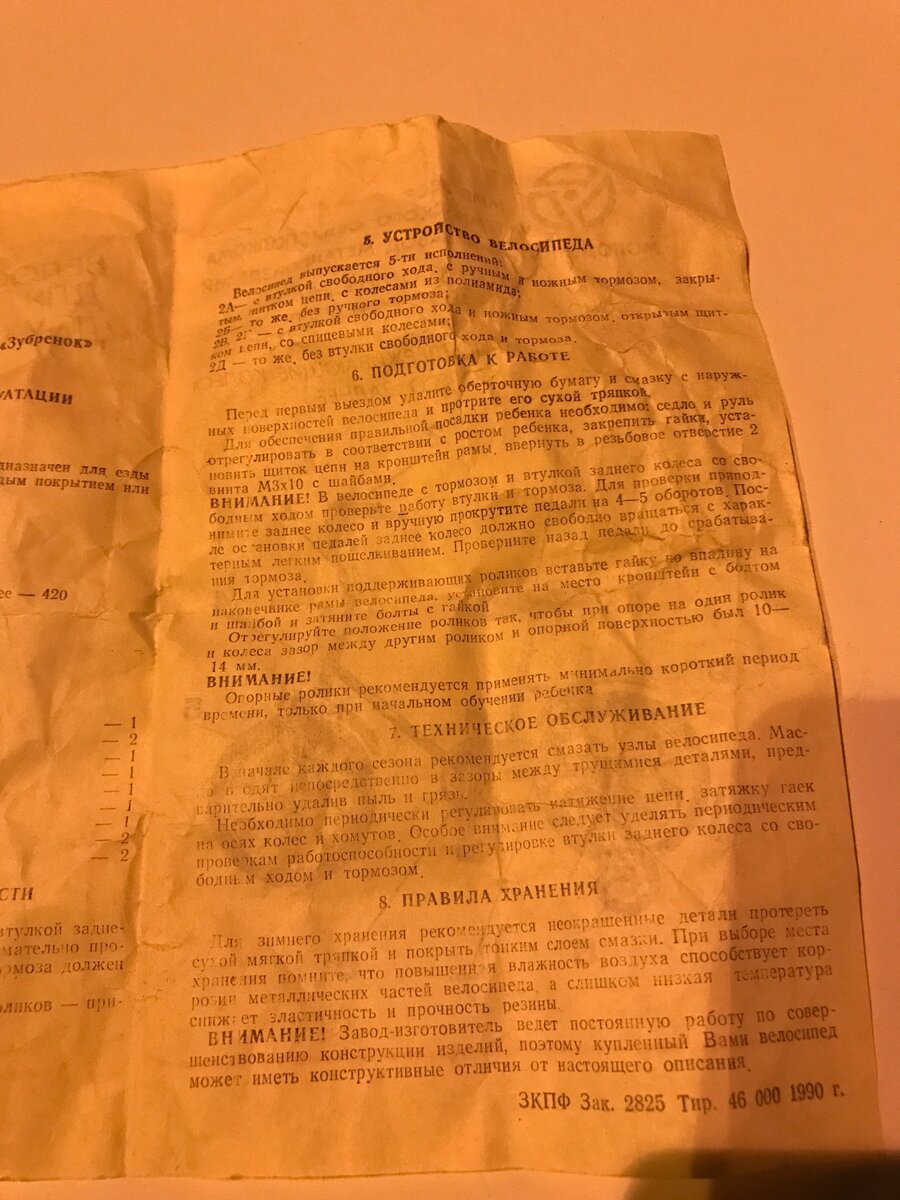 «Зубренок»
УАТАЦИИ
дназначен для езды
дым покрытием или
ее — 420
— 1
— 2
— 1
— 1
— 1
— 1
— 1
— 2
— 2
СТИ
втулкой задне-
мательно про-
рмоза должен
оликов — при-
5. УСТРОЙСТВО ВЕЛОСИПЕДА
Велосипед выпускается 5-ти исполнений:
2А— с втулкой свободного хода, с ручным и ножным тормозом, закры-
тым щитком цепи, с колесами из полиамида;
2Б— то же, без ручного тормоза;
2В, 2Г — с втулкой свободного хода и ножным тормозом, открытым щит-
ком цепи, со спицевыми колесами;
2Д — то же, без втулки свободного хода и тормоза.
6. ПОДГОТОВКА К РАБОТЕ
Перед первым выездом удалите оберточную бумагу и смазку с наруж-
ных поверхностей велосипеда и протрите его сухой тряпкой.
Для обеспечения правильной посадки ребенка необходимо: седло и руль
отрегулировать в соответствии с ростом ребенка, закрепить гайки, уста-
новить щиток цепи на кронштейн рамы, ввернуть в резьбовое отверстие 2
винта М3х10 с шайбами.
ВНИМАНИЕ! В велосипеде с тормозом и втулкой заднего колеса со сво-
бодным ходом проверьте работу втулки и тормоза. Для проверки припод-
нимите заднее колесо и вручную прокрутите педали на 4—5 оборотов. Пос-
ле остановки педалей заднее колесо должно свободно вращаться с харак-
терным легким пощелкиванием. Проверните назад педали до срабатыва-
ния тормоза.
Для установки поддерживающих роликов вставьте гайку во впадину на
наконечнике рамы велосипеда, установите на место кронштейн с болтом
и шайбой и затяните болты с гайкой
Отрегулируйте положение роликов так, чтобы при опоре на один ролик
и колеса зазор между другим роликом и опорной поверхностью был 10—
14 мм.
ВНИМАНИЕ!
Опорные ролики рекомендуется применять минимально короткий период
времени, только при начальном обучении ребенка
7. ТЕХНИЧЕСКОЕ ОБСЛУЖИВАНИЕ
В начале каждого сезона рекомендуется смазать узлы велосипеда. Мас-
ло вводят непосредственно в зазоры между трущимися деталями, пред-
варительно удалив пыль и грязь.
Необходимо периодически регулировать натяжение цепи, затяжку гаек
на осях колес и хомутов. Особое внимание следует уделять периодическим
проверкам работоспособности и регулировке втулки заднего колеса со сво-
бодным ходом и тормозом.
8. ПРАВИЛА ХРАНЕНИЯ
Для зимнего хранения рекомендуется неокрашенные детали протереть
сухой мягкой тряпкой и покрыть тонким слоем смазки. При выборе места
хранения помните, что повышенная влажность воздуха способствует кор-
розии металлических частей велосипеда, а слишком низкая температура
снижает эластичность и прочность резины.
ВНИМАНИЕ! Завод-изготовитель ведет постоянную работу по совер-
шенствованию конструкции изделий, поэтому купленный Вами велосипед
может иметь конструктивные отличия от настоящего описания.
ЗКПФ Зак. 2825 Тир. 46 000 1990 г.